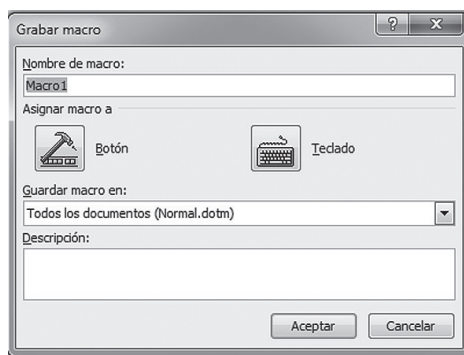 Grabar macro
Nombre de macro:
Macro1
Asignar macro a
Botón
Teclado
Guardar macro en:
Todos los documentos (Normal.dotm)
Descripción:
Aceptar
Cancelar